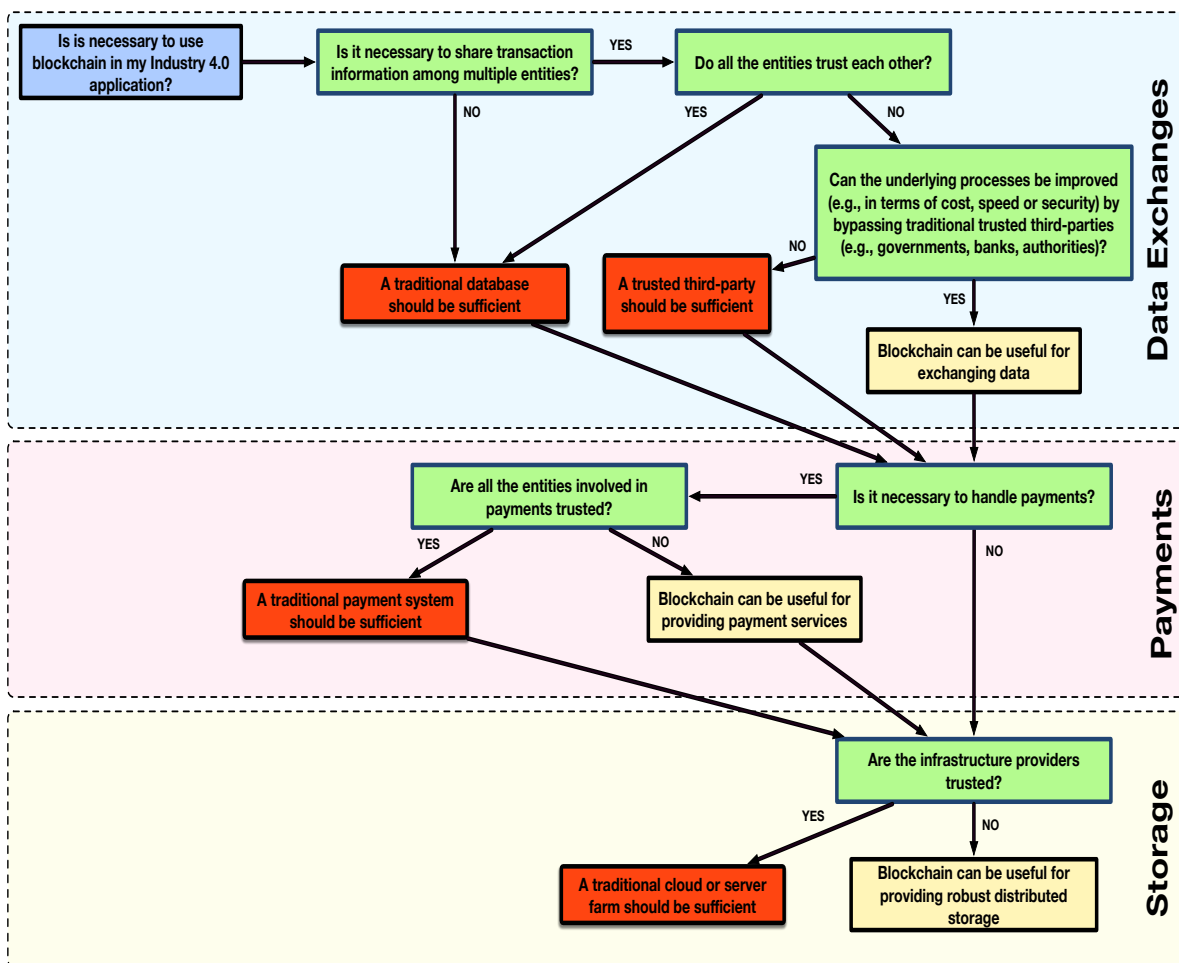 Is is necessary to use
blockchain in my Industry 4.0
application?
Is it necessary to share transaction
information among multiple entities?
YES
Do all the entities trust each other?
NO
YES
NO
Can the underlying processes be improved
(e.g., in terms of cost, speed or security) by
bypassing traditional trusted third-parties
(e.g., governments, banks, authorities)?
NO
YES
A traditional database
should be sufficient
A trusted third-party
should be sufficient
Blockchain can be useful for
exchanging data
Data Exchanges
Is it necessary to handle payments?
YES
NO
Are all the entities involved in
payments trusted?
YES
NO
A traditional payment system
should be sufficient
Blockchain can be useful for
providing payment services
Payments
Are the infrastructure providers
trusted?
YES
NO
A traditional cloud or server
farm should be sufficient
Blockchain can be useful for
providing robust distributed
storage
Storage